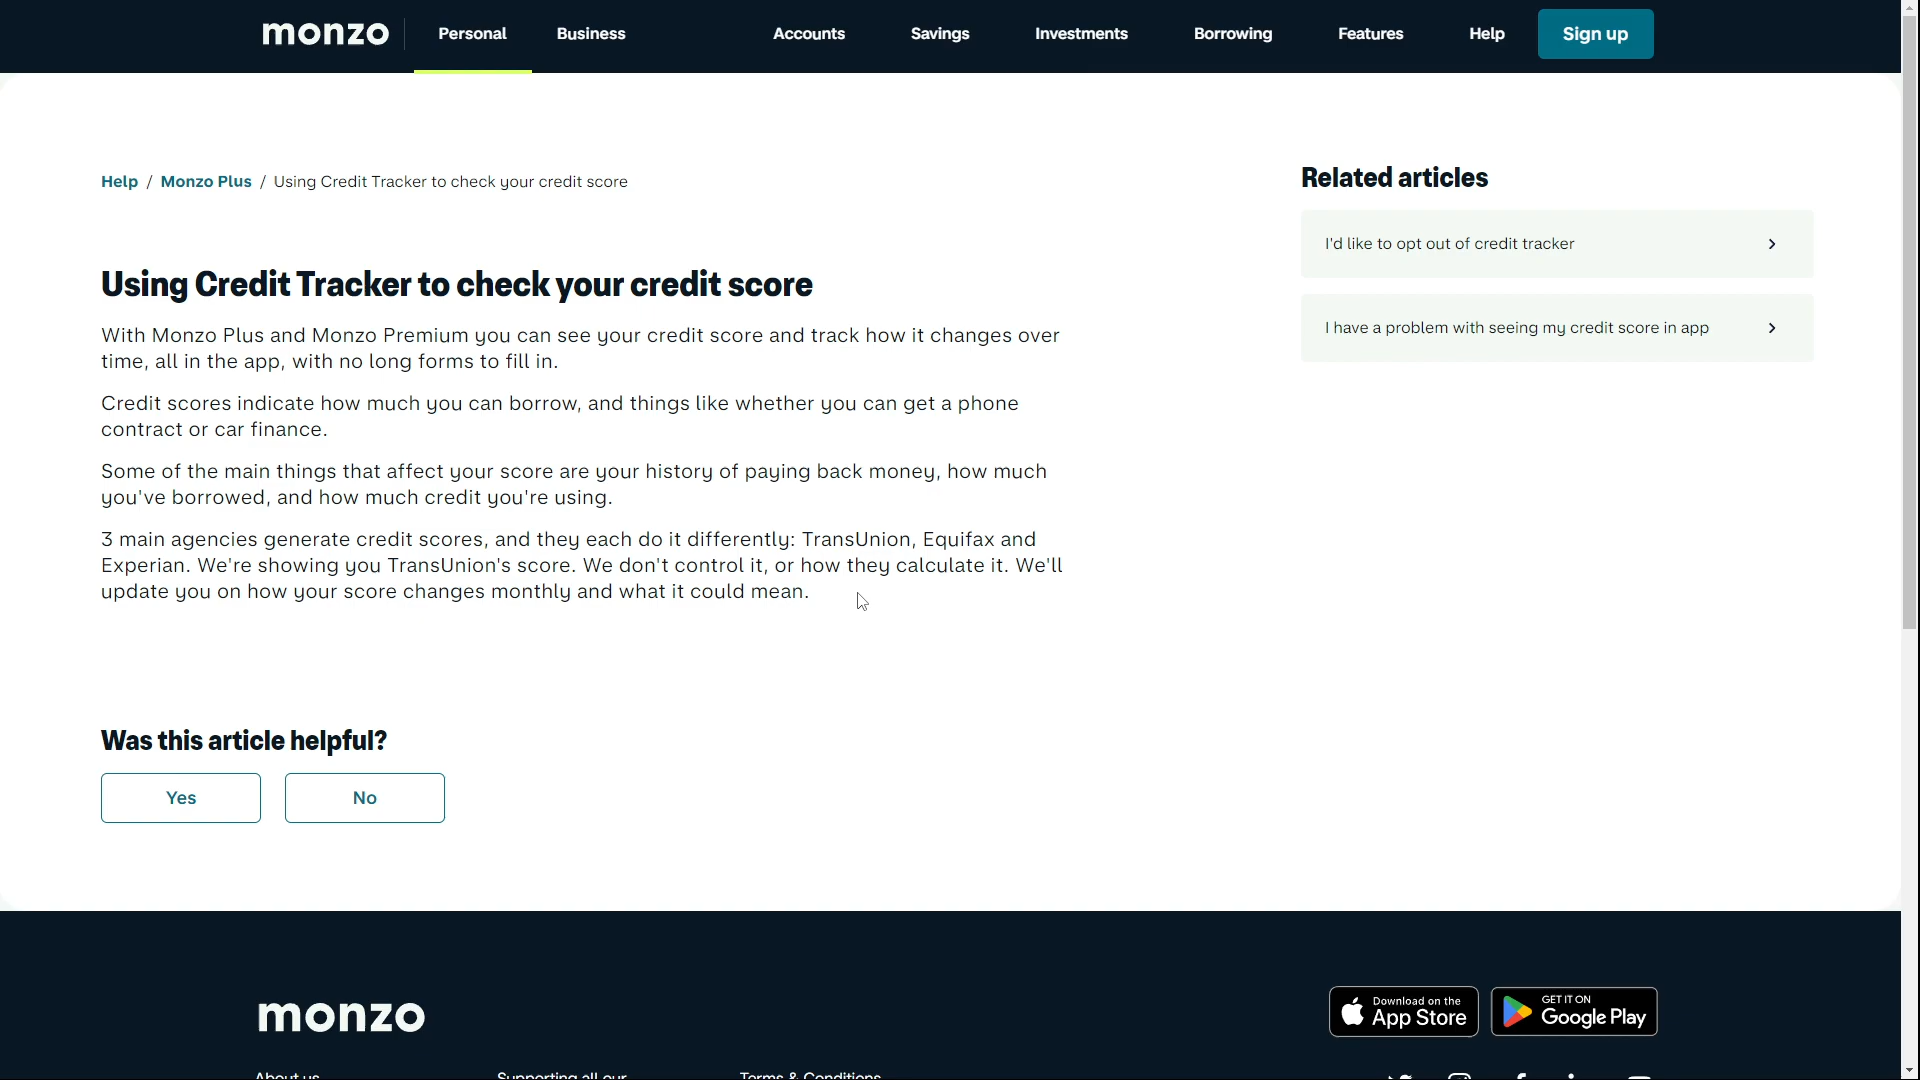 monzo
Personal
Business
Accounts
Savings
Investments
Borrowing
Features
Help
Sign up
Help / Monzo Plus / Using Credit Tracker to check your credit score
Using Credit Tracker to check your credit score
With Monzo Plus and Monzo Premium you can see your credit score and track how it changes over
time, all in the app, with no long forms to fill in.
Credit scores indicate how much you can borrow, and things like whether you can get a phone
contract or car finance.
Some of the main things that affect your score are your history of paying back money, how much
you've borrowed, and how much credit you're using.
3 main agencies generate credit scores, and they each do it differently: TransUnion, Equifax and
Experian. We're showing you TransUnion's score. We don't control it, or how they calculate it. We'll
update you on how your score changes monthly and what it could mean.
Was this article helpful?
Yes
No
Related articles
I'd like to opt out of credit tracker
I have a problem with seeing my credit score in app
monzo
Download on the
App Store
GET IT ON
Google Play
About us
Supporting all our
Terms & Conditions